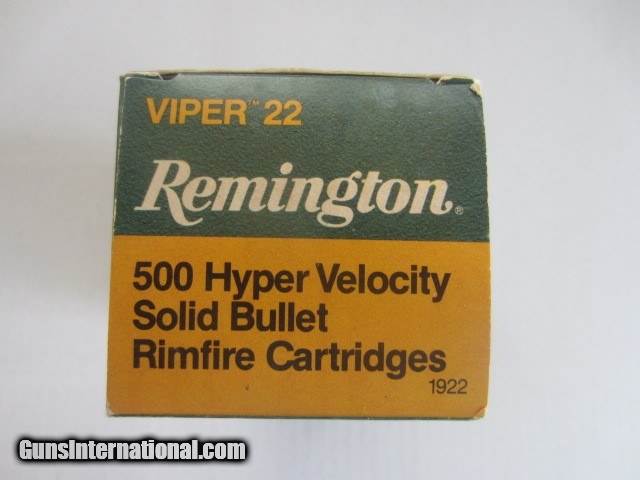 VIPER™ 22
Remington®
500 Hyper Velocity
Solid Bullet
Rimfire Cartridges
1922
GunsInternational.com